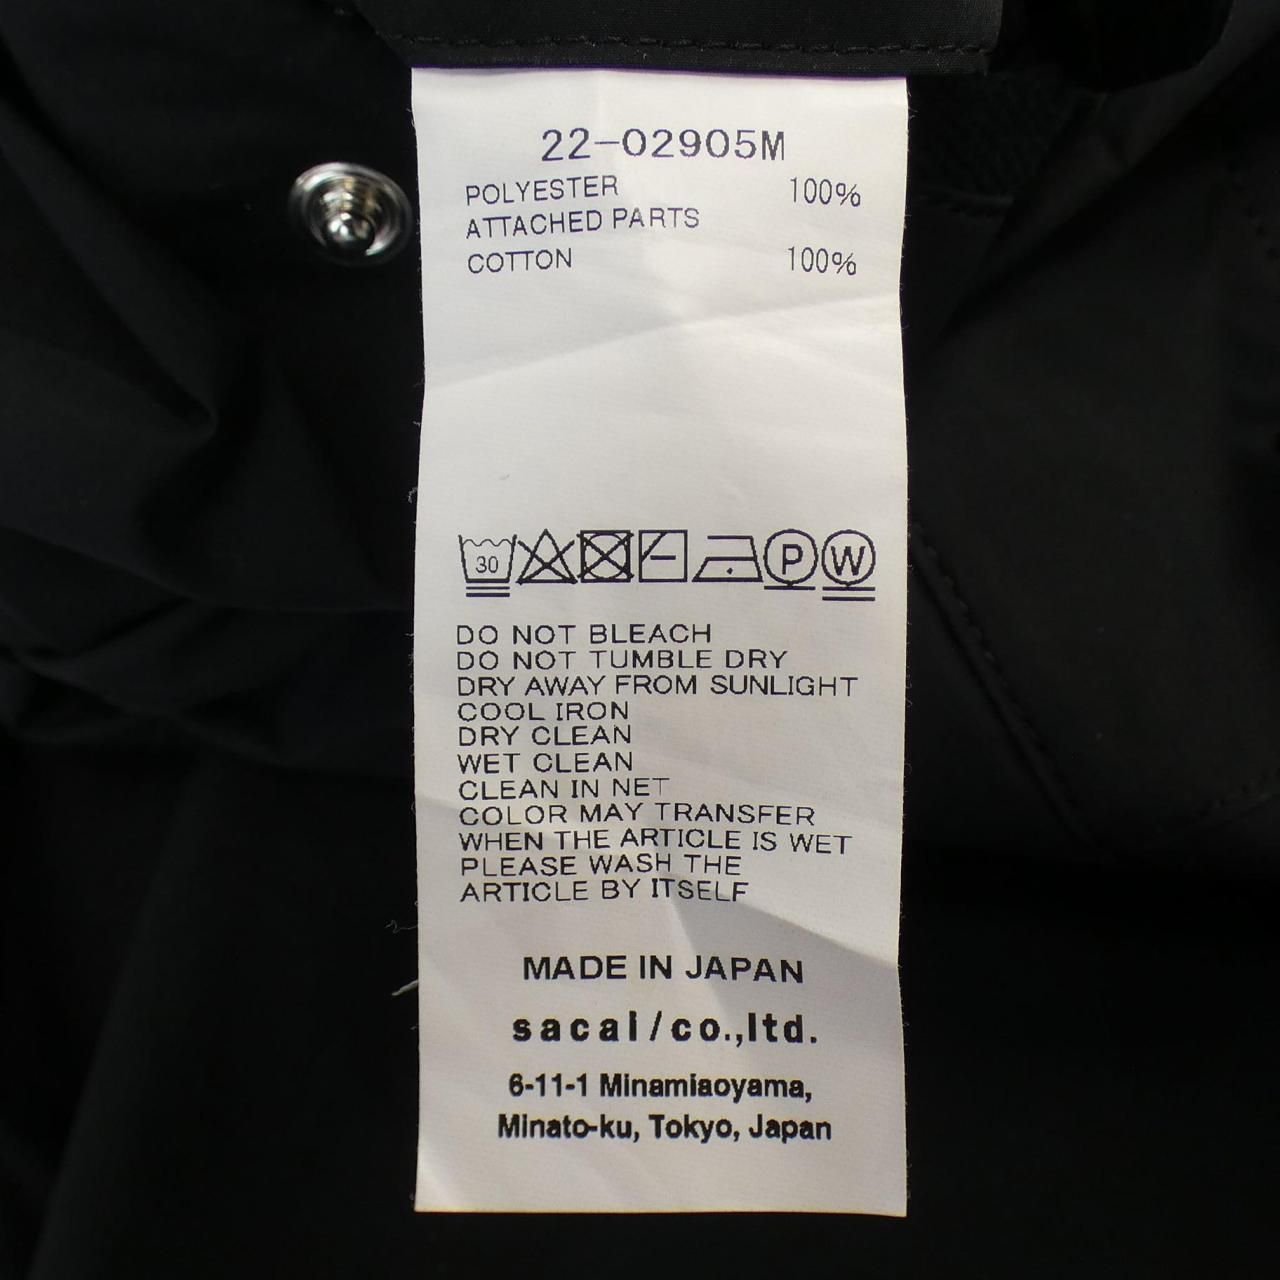 22-02905M
POLYESTER 100%
ATTACHED PARTS
COTTON 100%
30 P W
DO NOT BLEACH
DO NOT TUMBLE DRY
DRY AWAY FROM SUNLIGHT
COOL IRON
DRY CLEAN
WET CLEAN
CLEAN IN NET
COLOR MAY TRANSFER
WHEN THE ARTICLE IS WET
PLEASE WASH THE
ARTICLE BY ITSELF
MADE IN JAPAN
sacai/co.,ltd.
6-11-1 Minamiaoyama,
Minato-ku, Tokyo, Japan